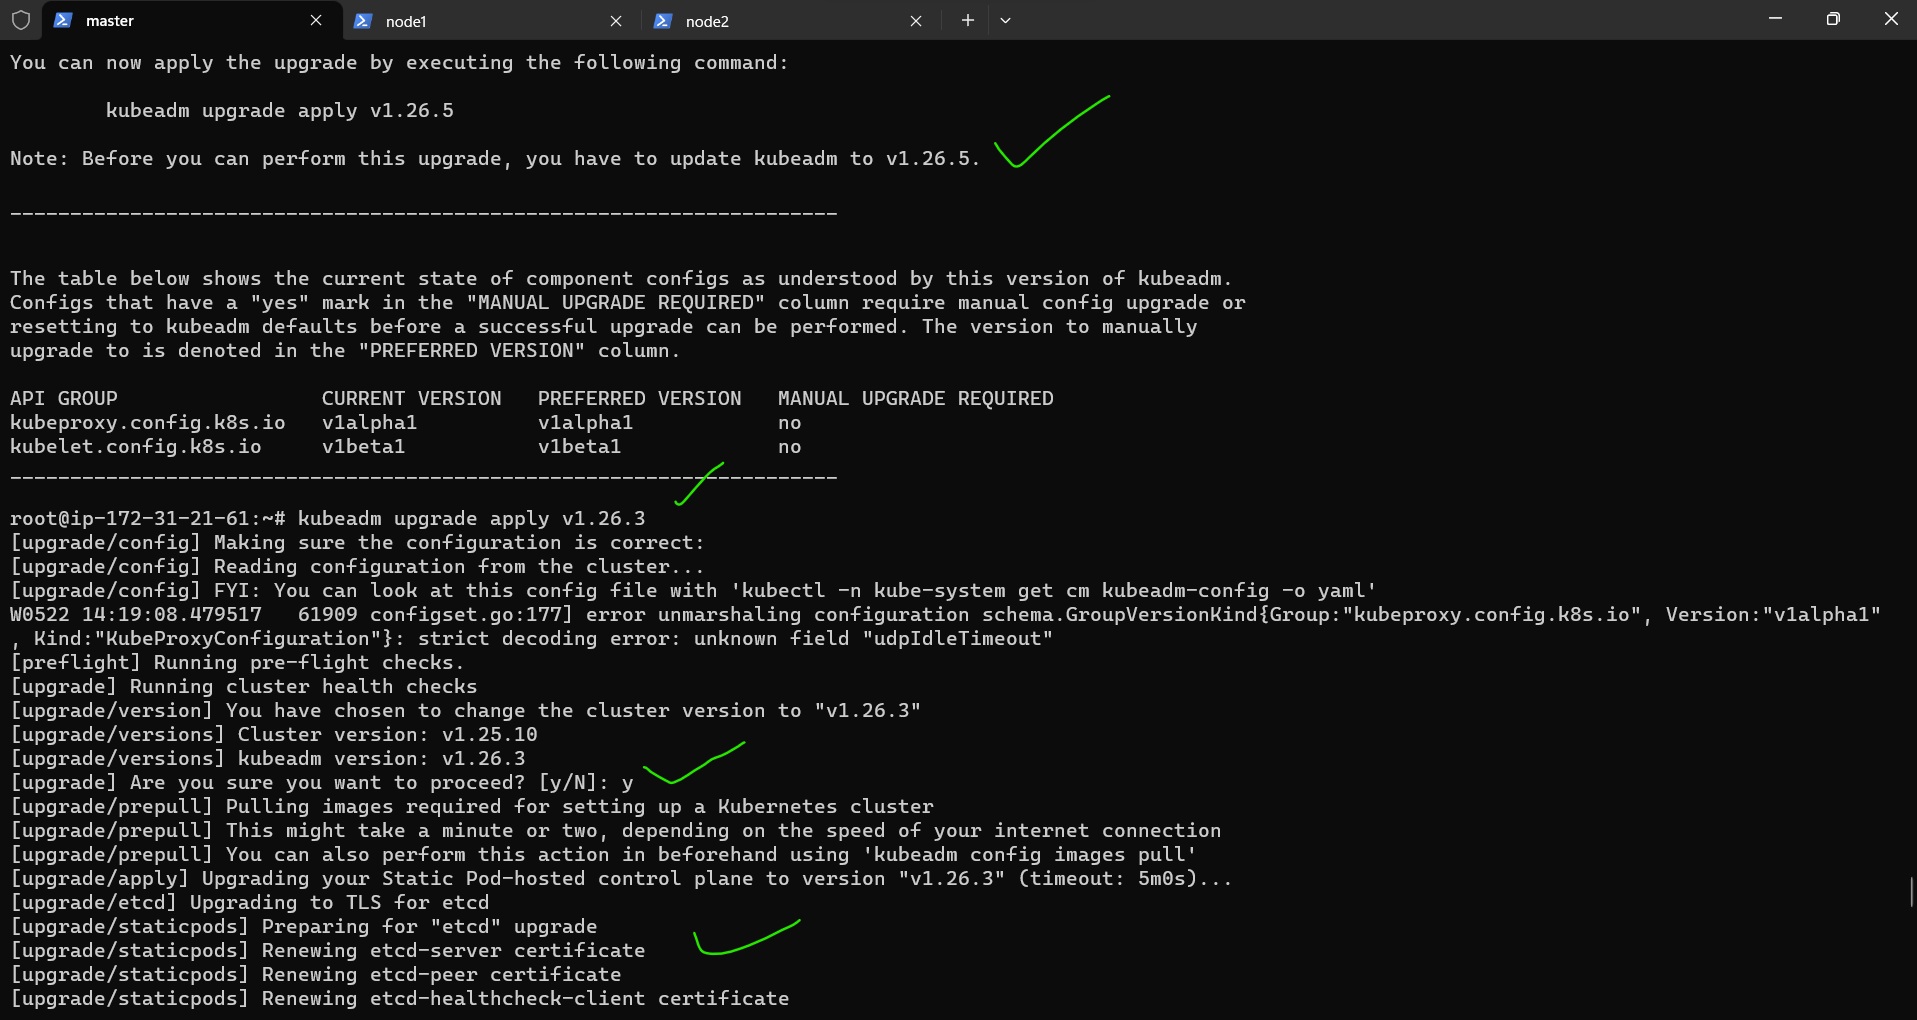 master
node1
node2
You can now apply the upgrade by executing the following command:
kubeadm upgrade apply v1.26.5
Note: Before you can perform this upgrade, you have to update kubeadm to v1.26.5.
_____________________________________________________________________
The table below shows the current state of component configs as understood by this version of kubeadm.
Configs that have a "yes" mark in the "MANUAL UPGRADE REQUIRED" column require manual config upgrade or
resetting to kubeadm defaults before a successful upgrade can be performed. The version to manually
upgrade to is denoted in the "PREFERRED VERSION" column.
API GROUP CURRENT VERSION PREFERRED VERSION MANUAL UPGRADE REQUIRED
kubeproxy.config.k8s.io v1alpha1 v1alpha1 no
kubelet.config.k8s.io v1beta1 v1beta1 no
_____________________________________________________________________
root@ip-172-31-21-61:~# kubeadm upgrade apply v1.26.3
[upgrade/config] Making sure the configuration is correct:
[upgrade/config] Reading configuration from the cluster...
[upgrade/config] FYI: You can look at this config file with 'kubectl -n kube-system get cm kubeadm-config -o yaml'
W0522 14:19:08.479517 61909 configset.go:177] error unmarshaling configuration schema.GroupVersionKind{Group:"kubeproxy.config.k8s.io", Version:"v1alpha1"
, Kind:"KubeProxyConfiguration"}: strict decoding error: unknown field "udpIdleTimeout"
[preflight] Running pre-flight checks.
[upgrade] Running cluster health checks
[upgrade/version] You have chosen to change the cluster version to "v1.26.3"
[upgrade/versions] Cluster version: v1.25.10
[upgrade/versions] kubeadm version: v1.26.3
[upgrade] Are you sure you want to proceed? [y/N]: y
[upgrade/prepull] Pulling images required for setting up a Kubernetes cluster
[upgrade/prepull] This might take a minute or two, depending on the speed of your internet connection
[upgrade/prepull] You can also perform this action in beforehand using 'kubeadm config images pull'
[upgrade/apply] Upgrading your Static Pod-hosted control plane to version "v1.26.3" (timeout: 5m0s)...
[upgrade/etcd] Upgrading to TLS for etcd
[upgrade/staticpods] Preparing for "etcd" upgrade
[upgrade/staticpods] Renewing etcd-server certificate
[upgrade/staticpods] Renewing etcd-peer certificate
[upgrade/staticpods] Renewing etcd-healthcheck-client certificate